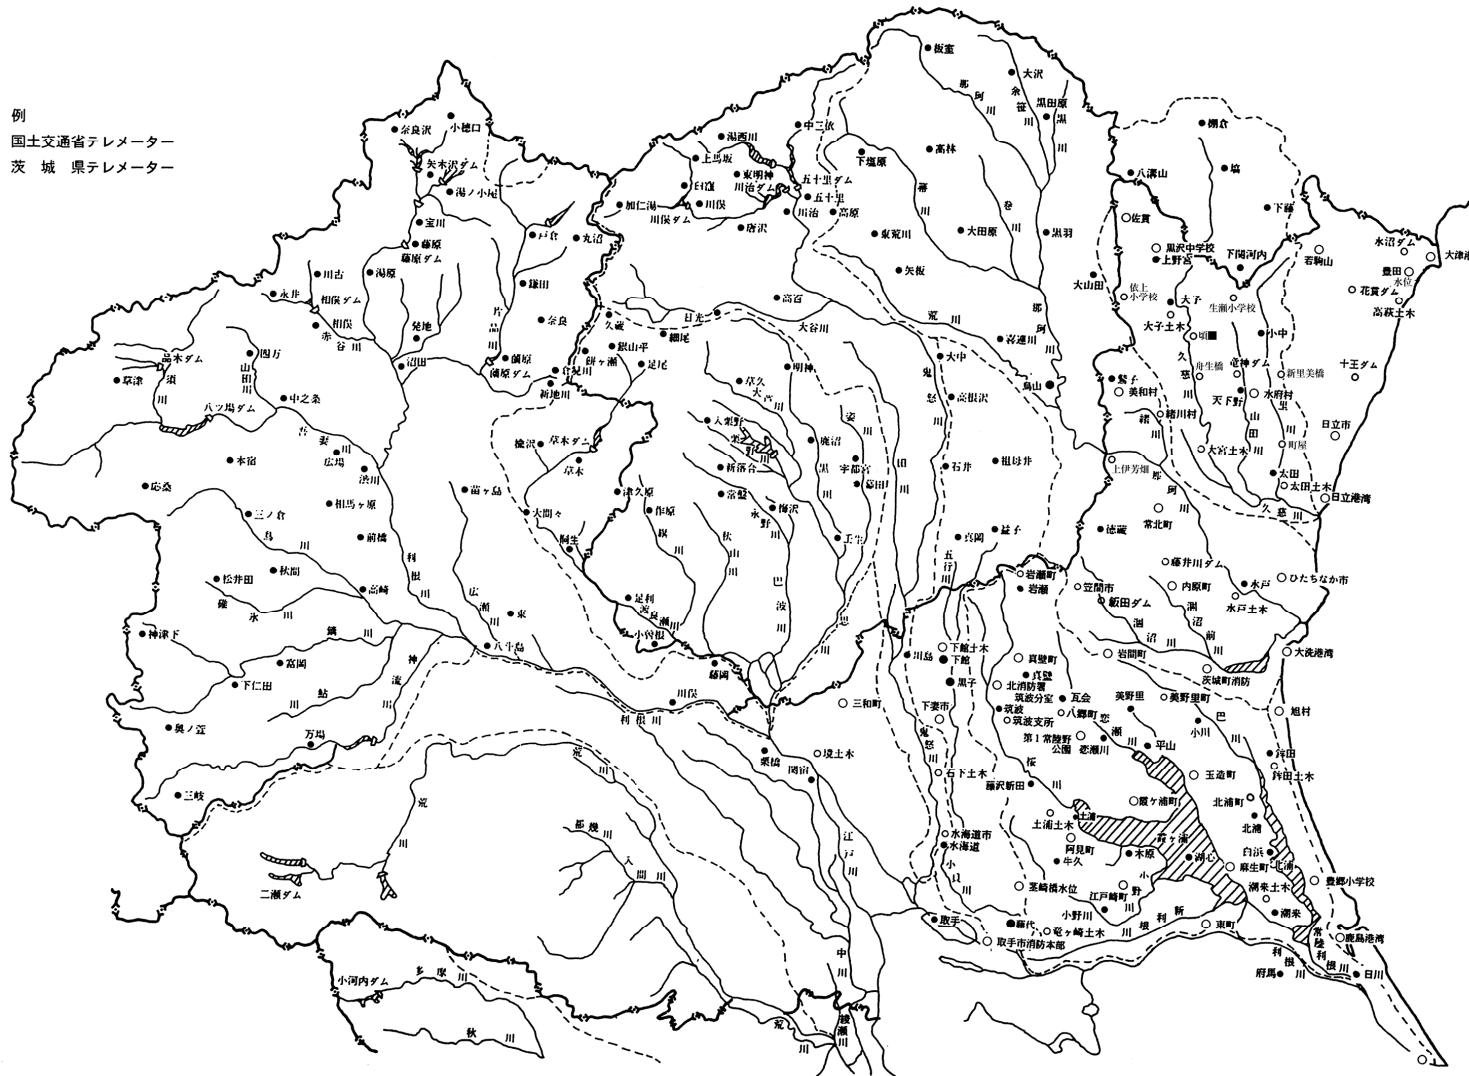 例
国土交通省テレメーター
茨 城 県テレメーター
奈良沢
小穂口
矢木沢ダム
湯ノ小屋
宝川
藤原
藤原ダム
湯原
川古
永井
相俣ダム
相俣
赤谷川
発地
沼田
戸倉
丸沼
鎌田
片品川
奈良
薗原
薗原ダム
新地川
品木ダム
草津
須川
四万
山田川
中之条
八ッ場ダム
吾妻川
本宿
広場
渋川
応桑
三ノ倉
相馬ヶ原
前橋
烏川
利根川
松井田
秋間
高崎
碓氷川
神津下
鏑川
富岡
下仁田
鮎川
神流川
奥ノ萱
万場
三岐
苗ヶ島
大間々
桐生
広瀬川
東
八斗島
楡沢
草木ダム
草木
津久原
作原
旗川
秋山川
足利
渡良瀬川
小曽根
藤岡
川俣
利根川
湯西川
中三依
上馬坂
東明神
川治ダム
五十里ダム
五十里
川俣
加仁湯
川俣ダム
唐沢
川治
高原
高百
日光
大谷川
久蔵
細尾
銀山平
餅ヶ瀬
足尾
明神
草久
大芦川
入粟野
粟野川
鹿沼
黒川
新落合
常盤
永野川
梅沢
巴波川
壬生
思川
姿川
宇都宮
田川
板室
大沢
那珂川
余笹川
黒田原
黒川
下塩原
高林
箒川
巻川
東荒川
大田原
黒羽
矢板
荒川
喜連川
那珂川
大中
鬼怒川
高根沢
烏山
石井
祖母井
益子
真岡
五行川
棚倉
塙
八溝山
下藤
佐貫
黒沢中学校
上野宮
下関河内
大山田
依上小学校
大子
大子土木
生瀬小学校
小中
久慈川
舟生橋
竜神ダム
新里美橋
天下野
水府村
山田川
里川
町屋
鷲子
美和村
緒川村
緒川
大宮土木
太田
太田土木
日立港湾
久慈川
上伊芳畑
那珂川
常北町
徳蔵
若駒山
水沼ダム
大津港
豊田
水位
花貫ダム
高萩土木
十王ダム
日立市
藤井川ダム
水戸
ひたちなか市
内原町
水戸土木
岩瀬町
岩瀬
笠間市
飯田ダム
涸沼川
涸沼前川
岩間町
大洗港湾
茨城町消防
下館土木
下館
川島
黒子
真壁町
真壁
北消防署
筑波分室
筑波
筑波支所
瓦会
八郷町
第1常陸野公園
恋瀬川
恋瀬川
美野里
美野里町
小川
巴川
旭村
平山
下妻市
三和町
鬼怒川
石下土木
桜川
藤沢新田
玉造町
鉾田
鉾田土木
霞ヶ浦町
北浦町
北浦
土浦
土浦土木
阿見町
霞ヶ浦
木原
湖心
白浜
北浦
麻生町
潮来土木
潮来
豊郷小学校
水海道市
水海道
小貝川
牛久
茎崎橋水位
江戸崎町
小野川
小野川
新利根川
東町
取手
藤代
竜ヶ崎土木
取手市消防本部
鹿島港湾
常陸利根川
利根川
府馬
日川
栗橋
関宿
境土木
江戸川
中川
綾瀬川
荒川
荒川
荒川
都幾川
入間川
二瀬ダム
小河内ダム
多摩川
秋川